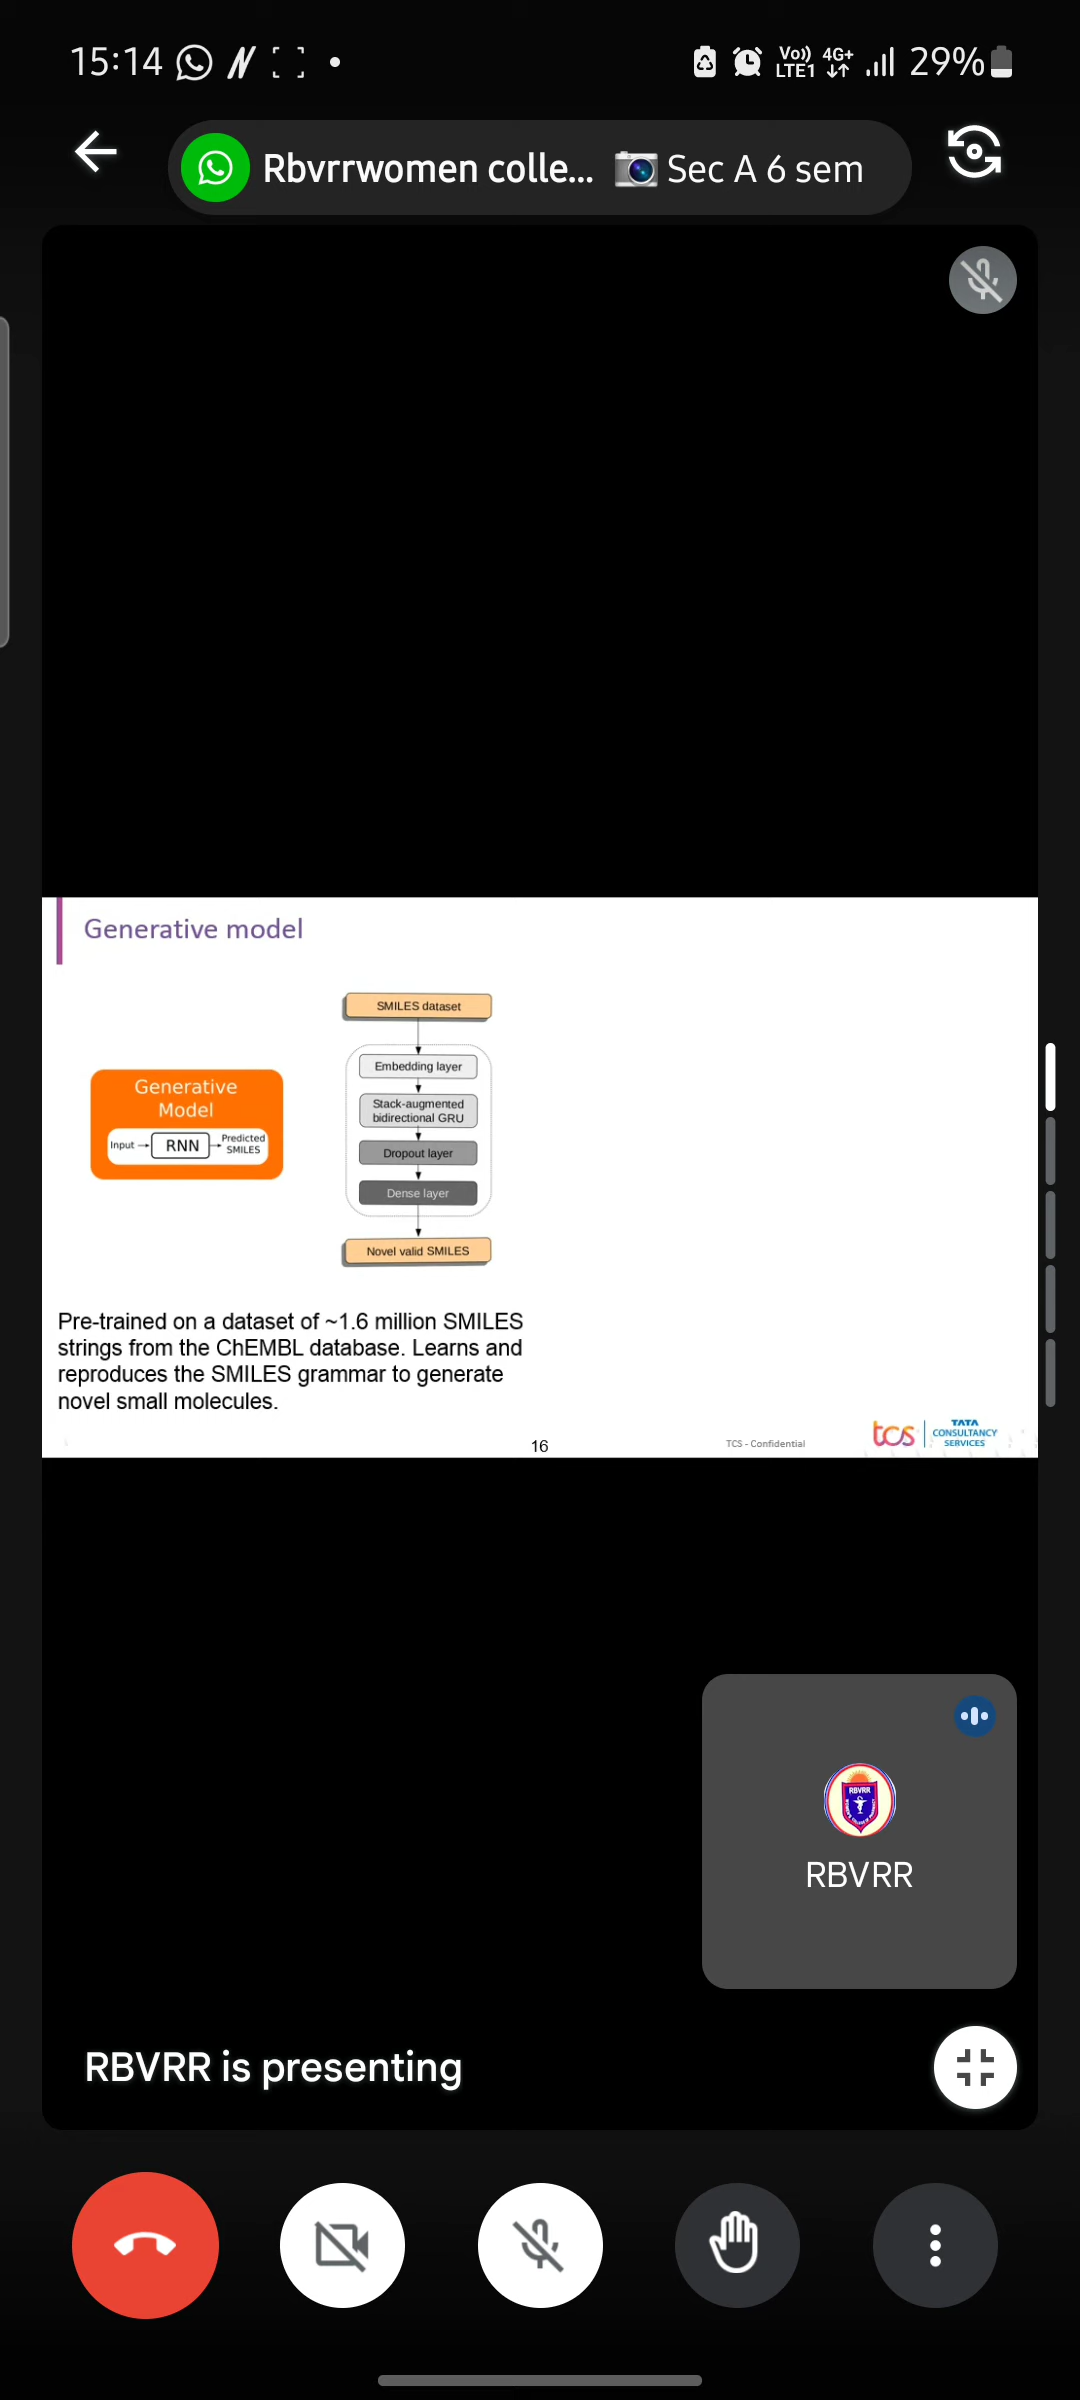 15:14
Vo)) LTE1 4G+ 29%
Rbvrrwomen colle... Sec A 6 sem
Generative model
SMILES dataset
Embedding layer
Stack-augmented
bidirectional GRU
Dropout layer
Dense layer
Novel valid SMILES
Generative
Model
Input RNN Predicted
SMILES
Pre-trained on a dataset of ~1.6 million SMILES
strings from the ChEMBL database. Learns and
reproduces the SMILES grammar to generate
novel small molecules.
16
TCS - Confidential
tcs
TATA
CONSULTANCY
SERVICES
RBVRR
RBVRR
RBVRR is presenting